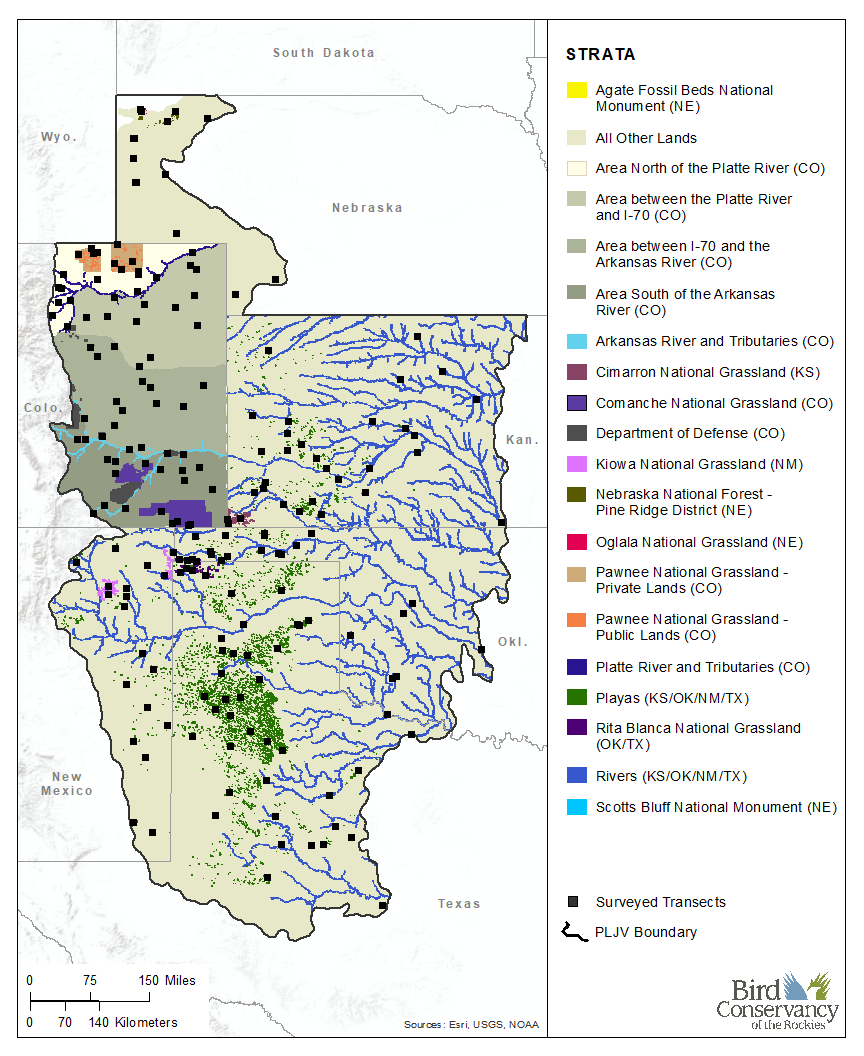 South Dakota
Wyo.
Nebraska
Colo.
Kan.
Okl.
New
Mexico
Texas
0 75 150 Miles
0 70 140 Kilometers
Sources: Esri, USGS, NOAA
STRATA
Agate Fossil Beds National
Monument (NE)
All Other Lands
Area North of the Platte River (CO)
Area between the Platte River
and I-70 (CO)
Area between I-70 and the
Arkansas River (CO)
Area South of the Arkansas
River (CO)
Arkansas River and Tributaries (CO)
Cimarron National Grassland (KS)
Comanche National Grassland (CO)
Department of Defense (CO)
Kiowa National Grassland (NM)
Nebraska National Forest -
Pine Ridge District (NE)
Oglala National Grassland (NE)
Pawnee National Grassland -
Private Lands (CO)
Pawnee National Grassland -
Public Lands (CO)
Platte River and Tributaries (CO)
Playas (KS/OK/NM/TX)
Rita Blanca National Grassland
(OK/TX)
Rivers (KS/OK/NM/TX)
Scotts Bluff National Monument (NE)
Surveyed Transects
PLJV Boundary
Bird
Conservancy
of the Rockies